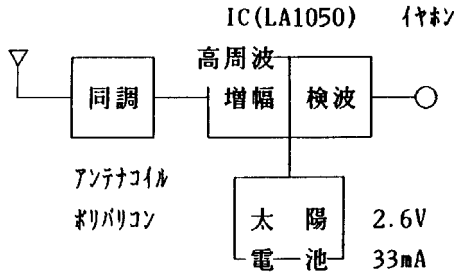 IC(LA1050) イヤホン
高周波
同調 増幅 検波
アンテナコイル
ポリバリコン
太陽 2.6V
電池 33mA